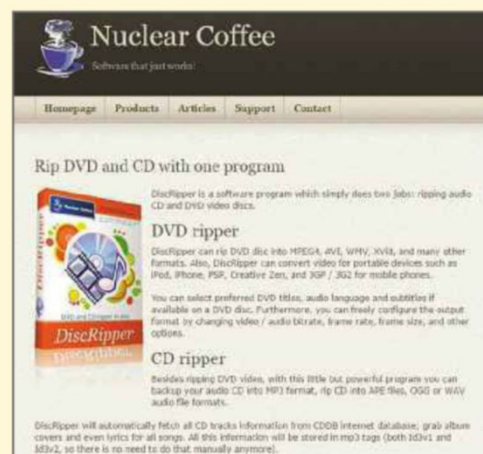 Nuclear Coffee
Software that just works!
Homepage Products Articles Support Contact
Rip DVD and CD with one program
DiscRipper is a software program which simply does two jobs: ripping audio
CD and DVD video discs.
DVD ripper
DiscRipper can rip DVD disc into MPEG4, AVI, WMV, XVid, and many other
formats. Also, DiscRipper can convert video for portable devices such as
iPod, iPhone, PSP, Creative Zen, and 3GP / 3G2 for mobile phones.
You can select preferred DVD titles, audio language and subtitles if
available on a DVD disc. Furthermore, you can freely configure the output
format by changing video / audio bitrate, frame rate, frame size, and other
options.
DiscRipper
DiscRipper
CD ripper
Besides ripping DVD video, with this little but powerful program you can
backup your audio CD into MP3 format, rip CD into APE files, OGG or WAV
audio file formats.
DiscRipper will automatically fetch all CD tracks information from CDDB internet database; grab album
covers and even lyrics for all songs. All this information will be stored in mp3 tags (both Id3v1 and
Id3v2, so there is no need to do that manually anymore).